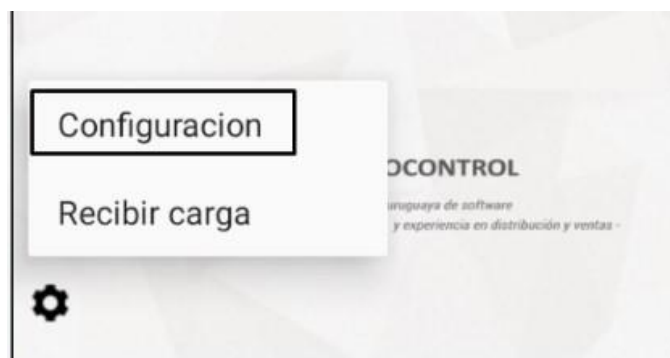 Configuracion
OCONTROL
uruguaya de software
Recibir carga
y experiencia en distribución y ventas -